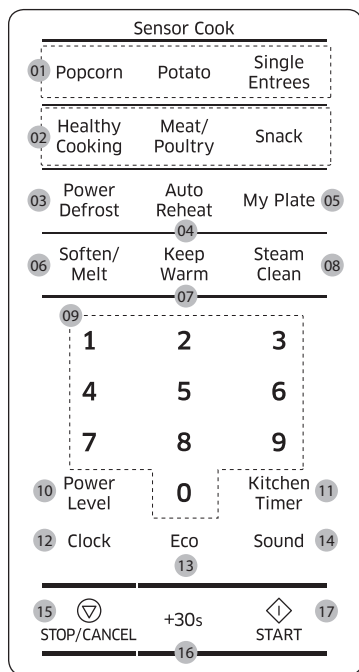 Sensor Cook
01 Popcorn Potato Single Entrees
02 Healthy Cooking Meat/ Poultry Snack
03 Power Defrost Auto Reheat My Plate 05
04
06 Soften/ Melt Keep Warm Steam Clean 08
07
09
1 2 3
4 5 6
7 8 9
10 Power Level 0 Kitchen Timer 11
12 Clock Eco Sound 14
13
15 STOP/CANCEL +30s START 17
16